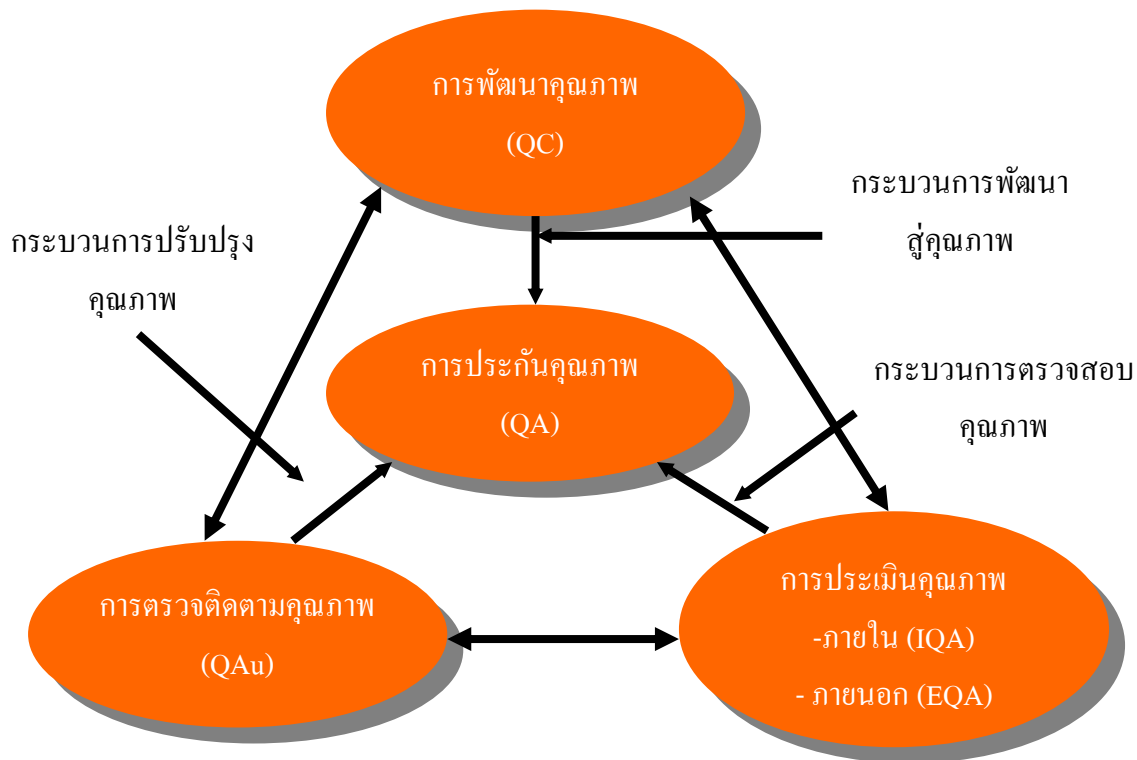 การพัฒนาคุณภาพ
(QC)
กระบวนการพัฒนา
สู่คุณภาพ
กระบวนการปรับปรุง
คุณภาพ
การประกันคุณภาพ
(QA)
กระบวนการตรวจสอบ
คุณภาพ
การตรวจติดตามคุณภาพ
(QAu)
การประเมินคุณภาพ
-ภายใน (IQA)
- ภายนอก (EQA)